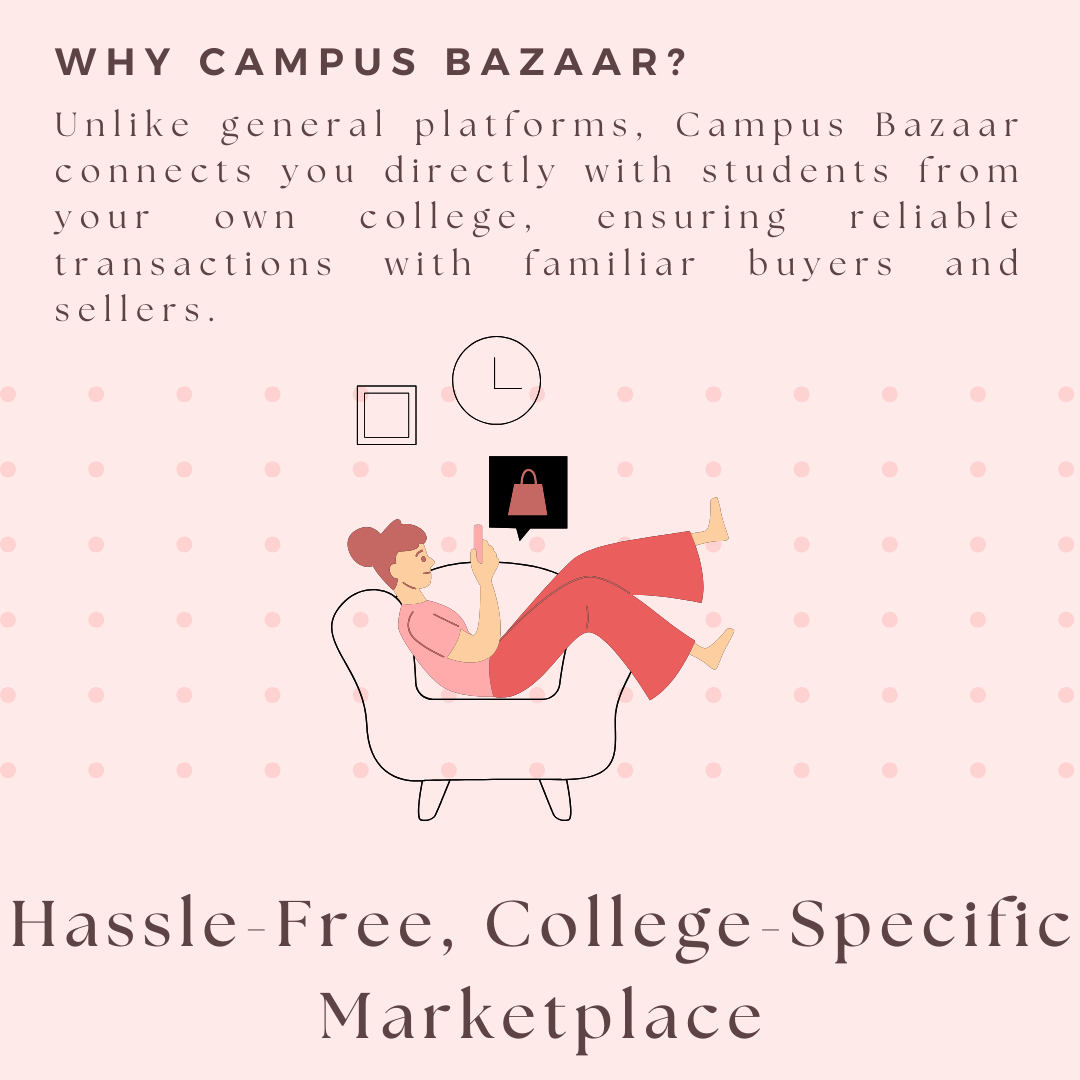 WHY CAMPUS BAZAAR?
Unlike general platforms, Campus Bazaar
connects you directly with students from
your own college, ensuring reliable
transactions with familiar buyers and
sellers.
Hassle-Free, College-Specific
Marketplace